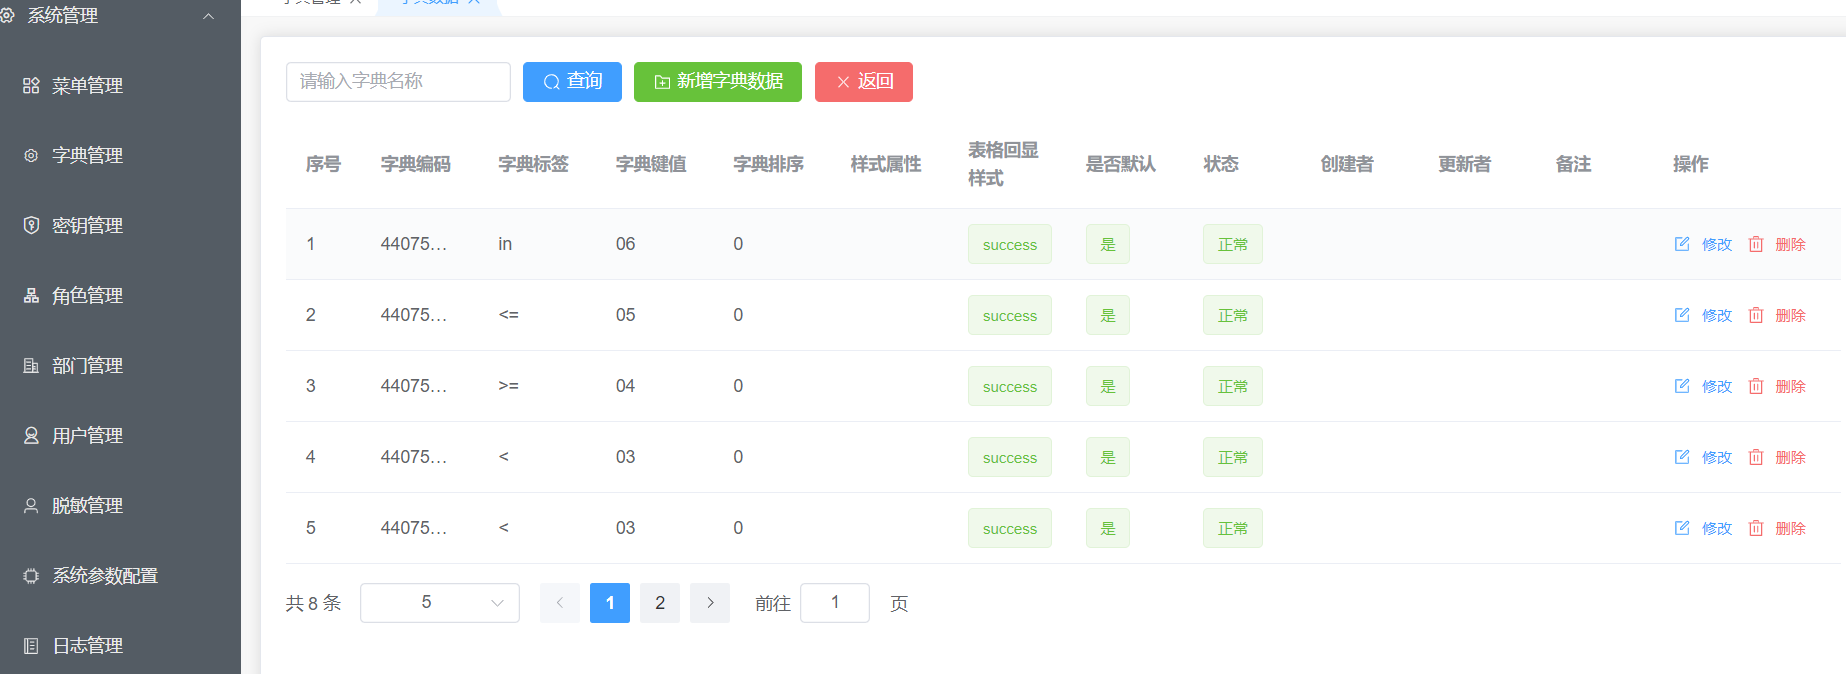 系统管理
菜单管理
字典管理
密钥管理
角色管理
部门管理
用户管理
脱敏管理
系统参数配置
日志管理
字典管理
字典数据
请输入字典名称 查询 新增字典数据 返回
序号 字典编码 字典标签 字典键值 字典排序 样式属性 表格回显样式 是否默认 状态 创建者 更新者 备注 操作
1 44075... in 06 0 success 是 正常 修改 删除
2 44075... <= 05 0 success 是 正常 修改 删除
3 44075... >= 04 0 success 是 正常 修改 删除
4 44075... < 03 0 success 是 正常 修改 删除
5 44075... < 03 0 success 是 正常 修改 删除
共 8 条 5 1 2 前往 1 页